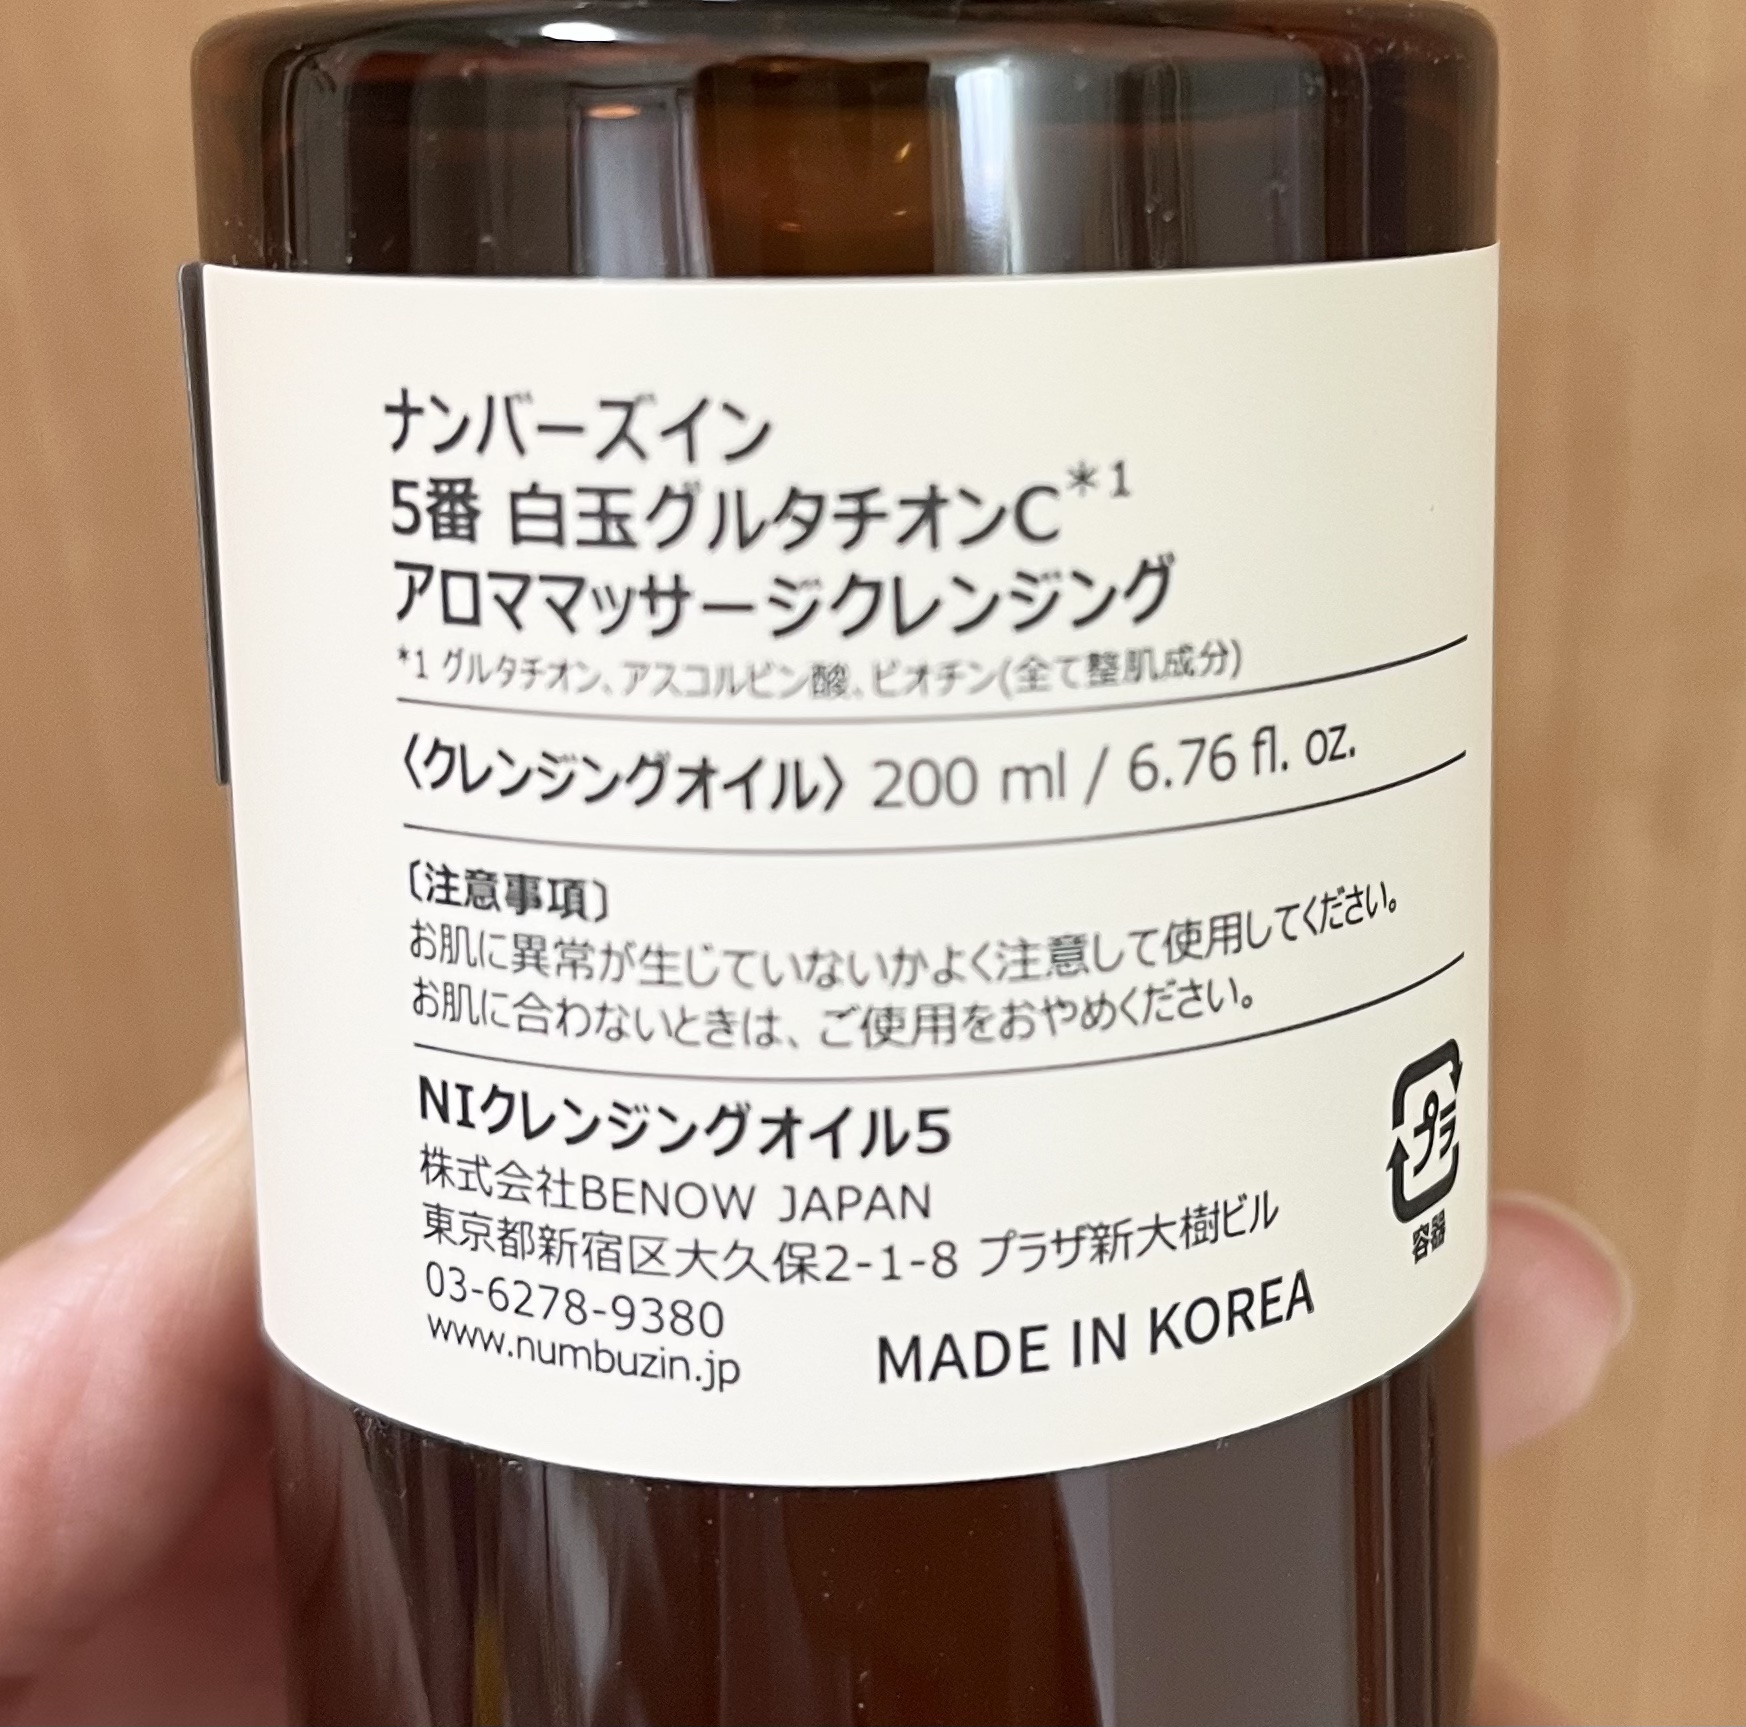 ナンバーズイン
5番 白玉グルタチオンC*1
アロママッサージクレンジング
*1 グルタチオン、アスコルビン酸、ビオチン(全て整肌成分)
〈クレンジングオイル〉 200 ml / 6.76 fl. oz.
〔注意事項〕
お肌に異常が生じていないかよく注意して使用してください。
お肌に合わないときは、ご使用をおやめください。
NIクレンジングオイル5
株式会社BENOW JAPAN
東京都新宿区大久保2-1-8 プラザ新大樹ビル
03-6278-9380
www.numbuzin.jp
MADE IN KOREA
プラ
容器